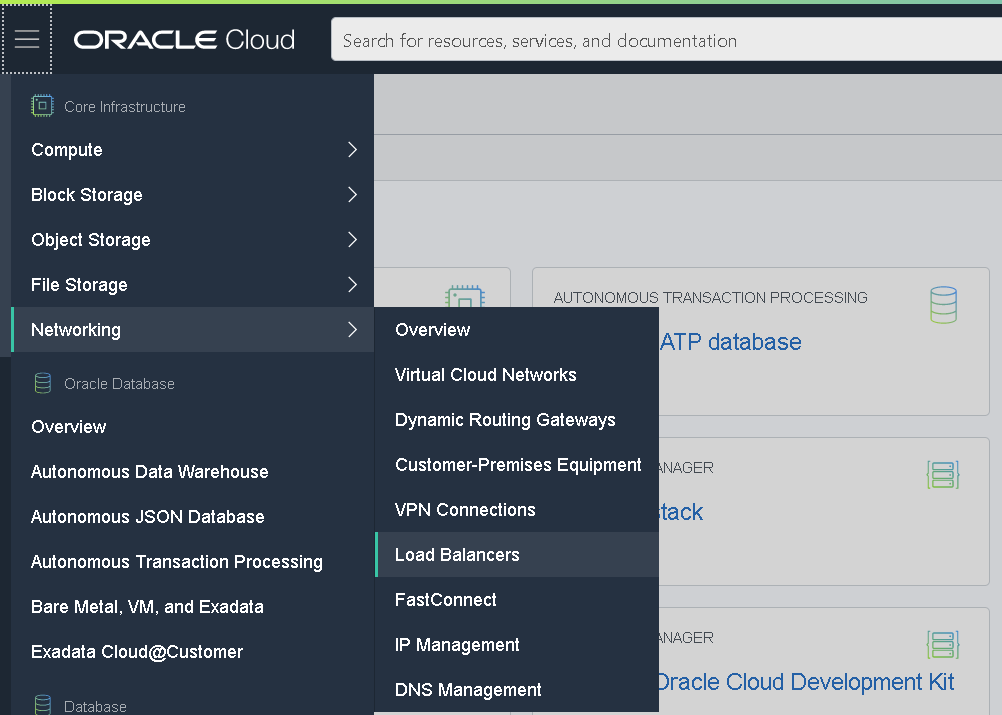 ORACLE Cloud
Search for resources, services, and documentation
Core Infrastructure
Compute
Block Storage
Object Storage
File Storage
Networking
Oracle Database
Overview
Autonomous Data Warehouse
Autonomous JSON Database
Autonomous Transaction Processing
Bare Metal, VM, and Exadata
Exadata Cloud@Customer
Database
Overview
Virtual Cloud Networks
Dynamic Routing Gateways
Customer-Premises Equipment
VPN Connections
Load Balancers
FastConnect
IP Management
DNS Management
AUTONOMOUS TRANSACTION PROCESSING
ATP database
ANAGER
stack
ANAGER
Oracle Cloud Development Kit